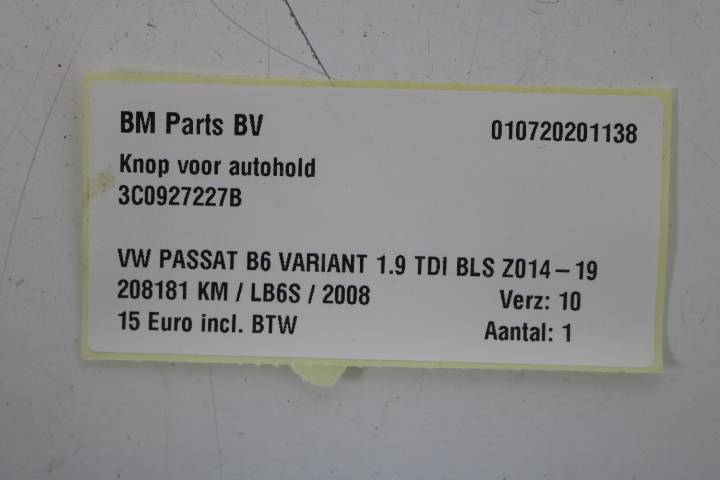 BM Parts BV 010720201138
Knop voor autohold
3C0927227B
VW PASSAT B6 VARIANT 1.9 TDI BLS Z014-19
208181 KM / LB6S / 2008 Verz: 10
15 Euro incl. BTW Aantal: 1